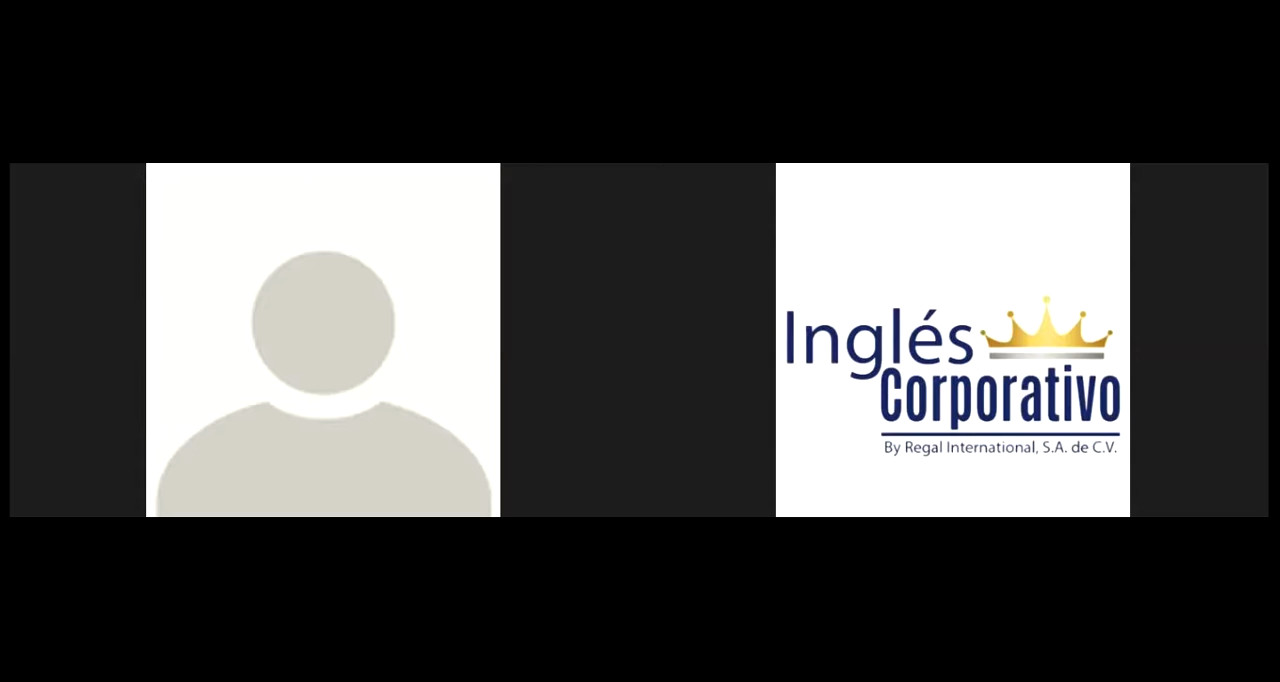 Inglés
Corporativo
By Regal International, S.A. de C.V.